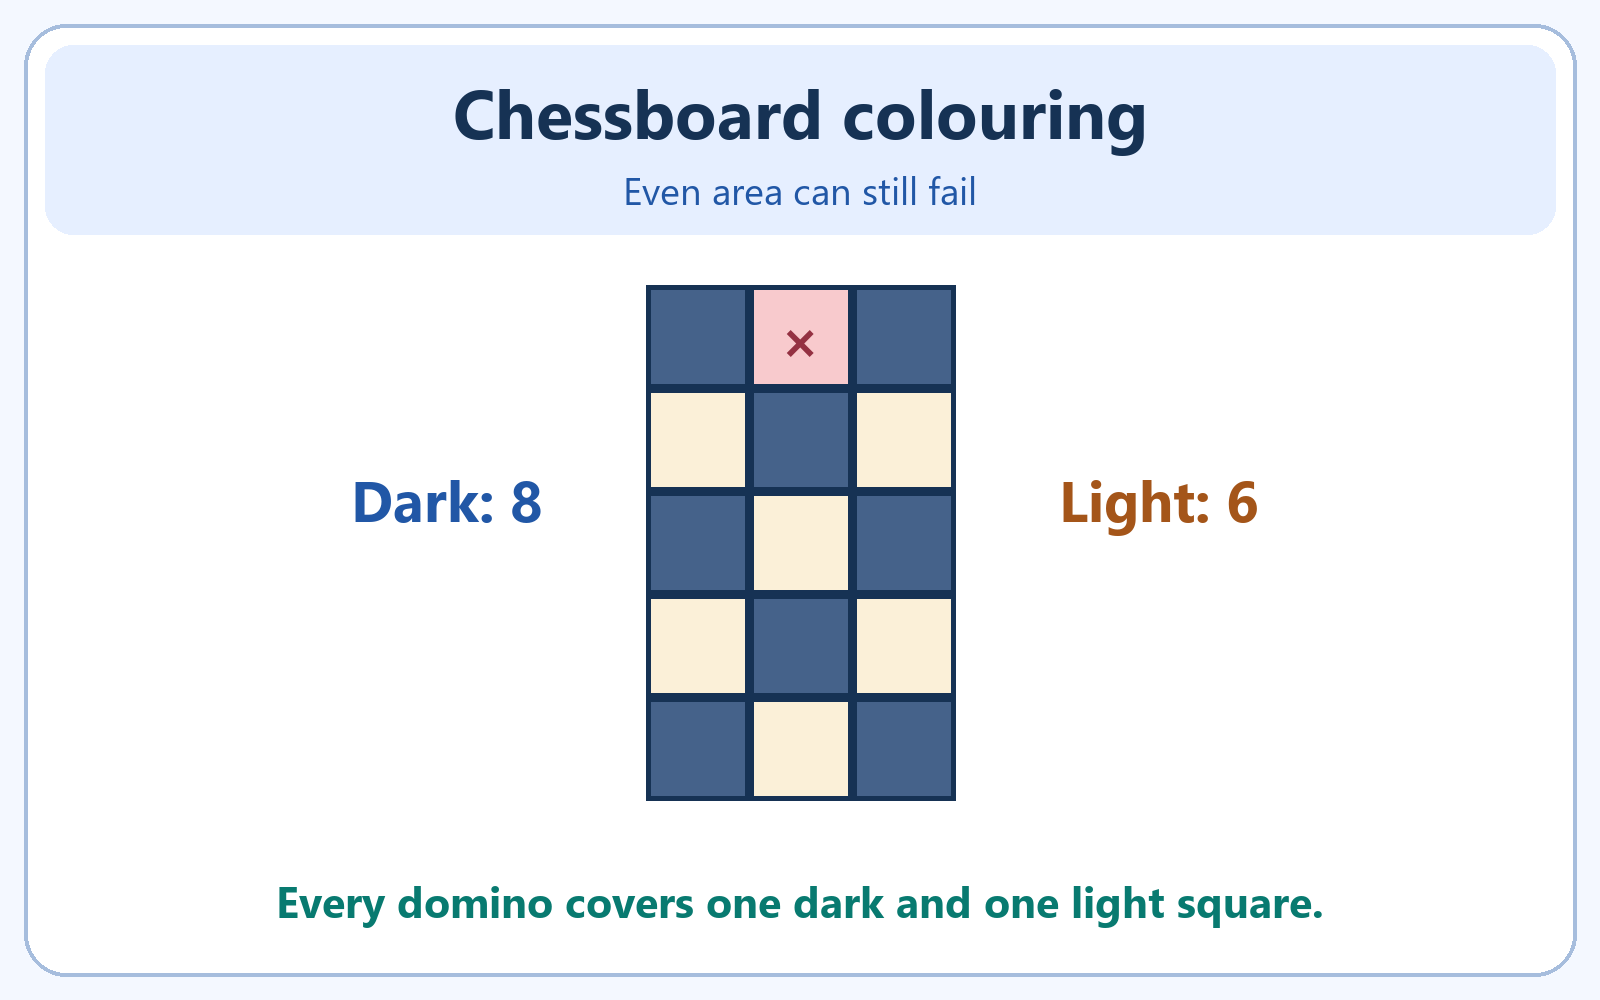 Chessboard colouring
Even area can still fail
×
Dark: 8
Light: 6
Every domino covers one dark and one light square.